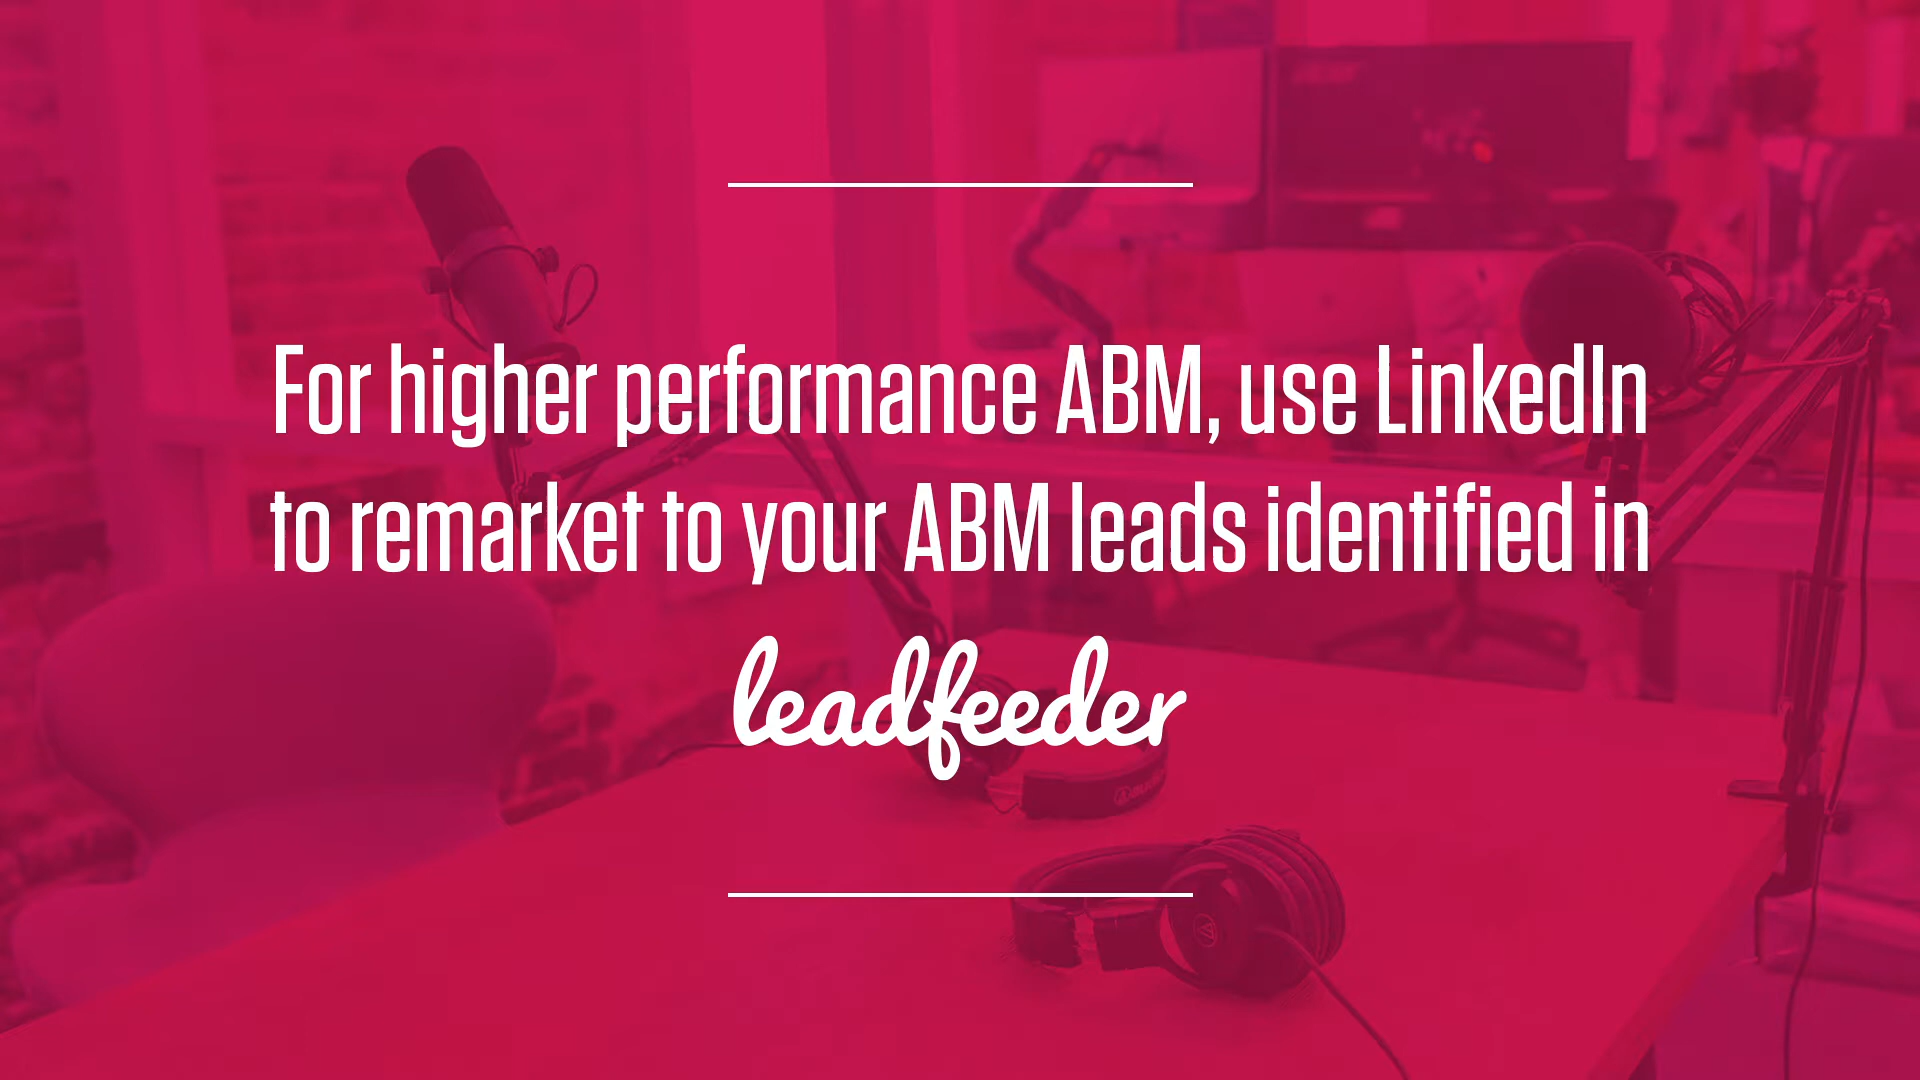 For higher performance ABM, use LinkedIn
to remarket to your ABM leads identified in
leadfeeder